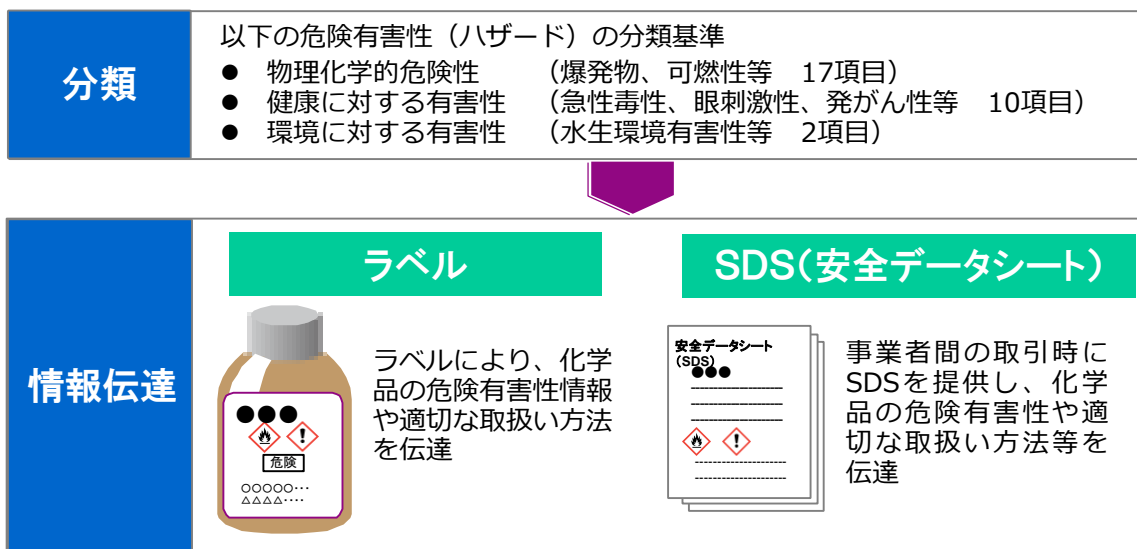 分類
以下の危険有害性（ハザード）の分類基準
● 物理化学的危険性 （爆発物、可燃性等 17項目）
● 健康に対する有害性 （急性毒性、眼刺激性、発がん性等 10項目）
● 環境に対する有害性 （水生環境有害性等 2項目）
情報伝達
ラベル
●●●
危険
○○○○○…
△△△△….
ラベルにより、化学
品の危険有害性情報
や適切な取扱い方法
を伝達
SDS（安全データシート）
安全データシート
（SDS）
●●●
事業者間の取引時に
SDSを提供し、化学
品の危険有害性や適
切な取扱い方法等を
伝達